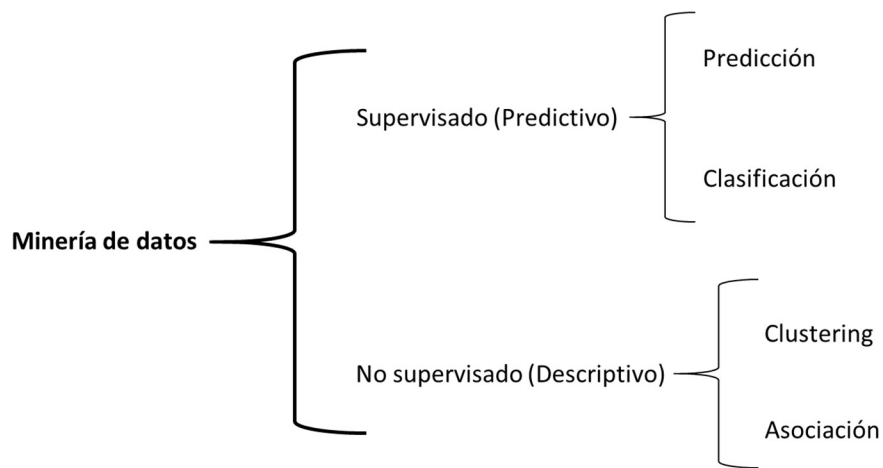 Minería de datos
Supervisado (Predictivo)
Predicción
Clasificación
No supervisado (Descriptivo)
Clustering
Asociación